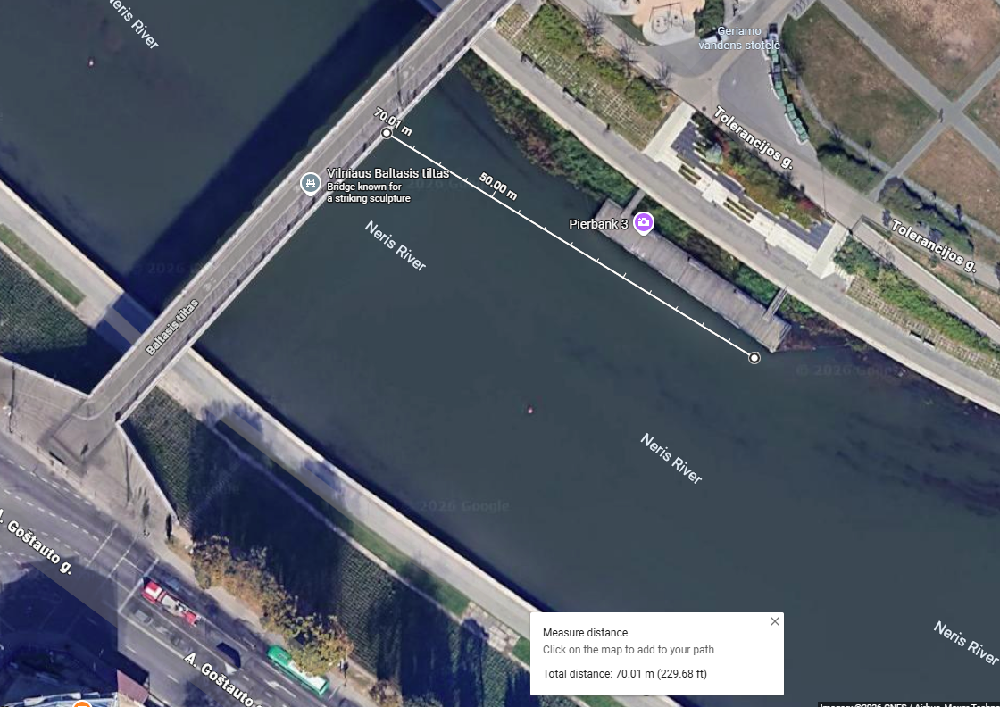 Neris River
Geriamo
vandens stotelė
70.01 m
Tolerancijos g.
Vilniaus Baltasis tiltas
Bridge known for
a striking sculpture
50.00 m
Pierbank 3
Neris River
Tolerancijos g.
Baltasis tiltas
© 2026 Google
Neris River
2026 Google
Google
A. Goštauto g.
Neris River
A. Goštauto g.
Measure distance
Click on the map to add to your path
Total distance: 70.01 m (229.68 ft)